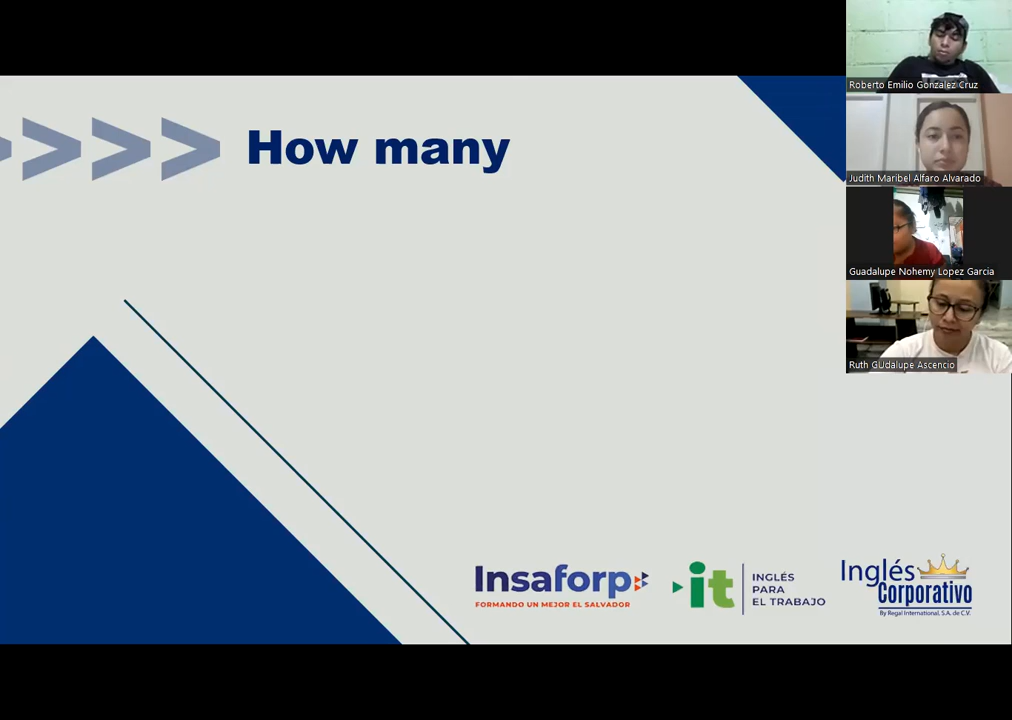 How many
Roberto Emilio Gonzalez Cruz
Judith Maribel Alfaro Alvarado
Guadalupe Nohemy Lopez Garcia
Ruth GUdalupe Ascencio
Insaforp
FORMANDO UN MEJOR EL SALVADOR
it
INGLÉS
PARA
EL TRABAJO
Inglés
Corporativo
By Regal International, S.A. de C.V.